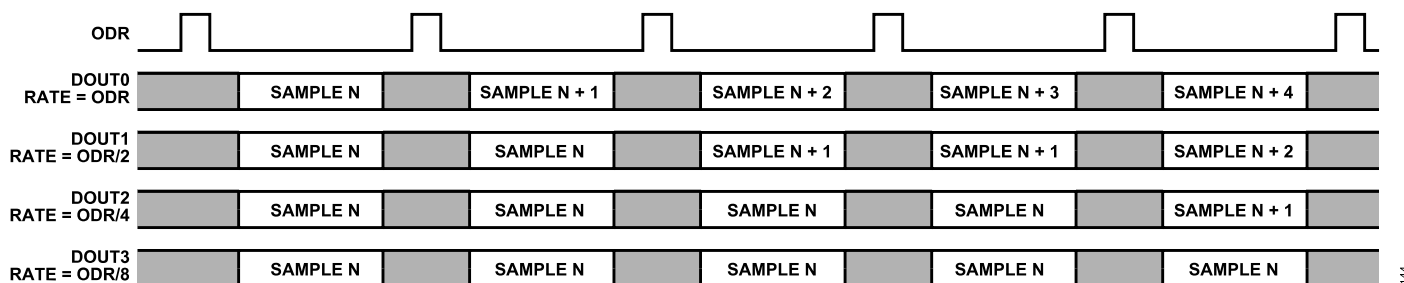 ODR
DOUT0
RATE = ODR
SAMPLE N
SAMPLE N + 1
SAMPLE N + 2
SAMPLE N + 3
SAMPLE N + 4
DOUT1
RATE = ODR/2
SAMPLE N
SAMPLE N
SAMPLE N + 1
SAMPLE N + 1
SAMPLE N + 2
DOUT2
RATE = ODR/4
SAMPLE N
SAMPLE N
SAMPLE N
SAMPLE N
SAMPLE N + 1
DOUT3
RATE = ODR/8
SAMPLE N
SAMPLE N
SAMPLE N
SAMPLE N
SAMPLE N